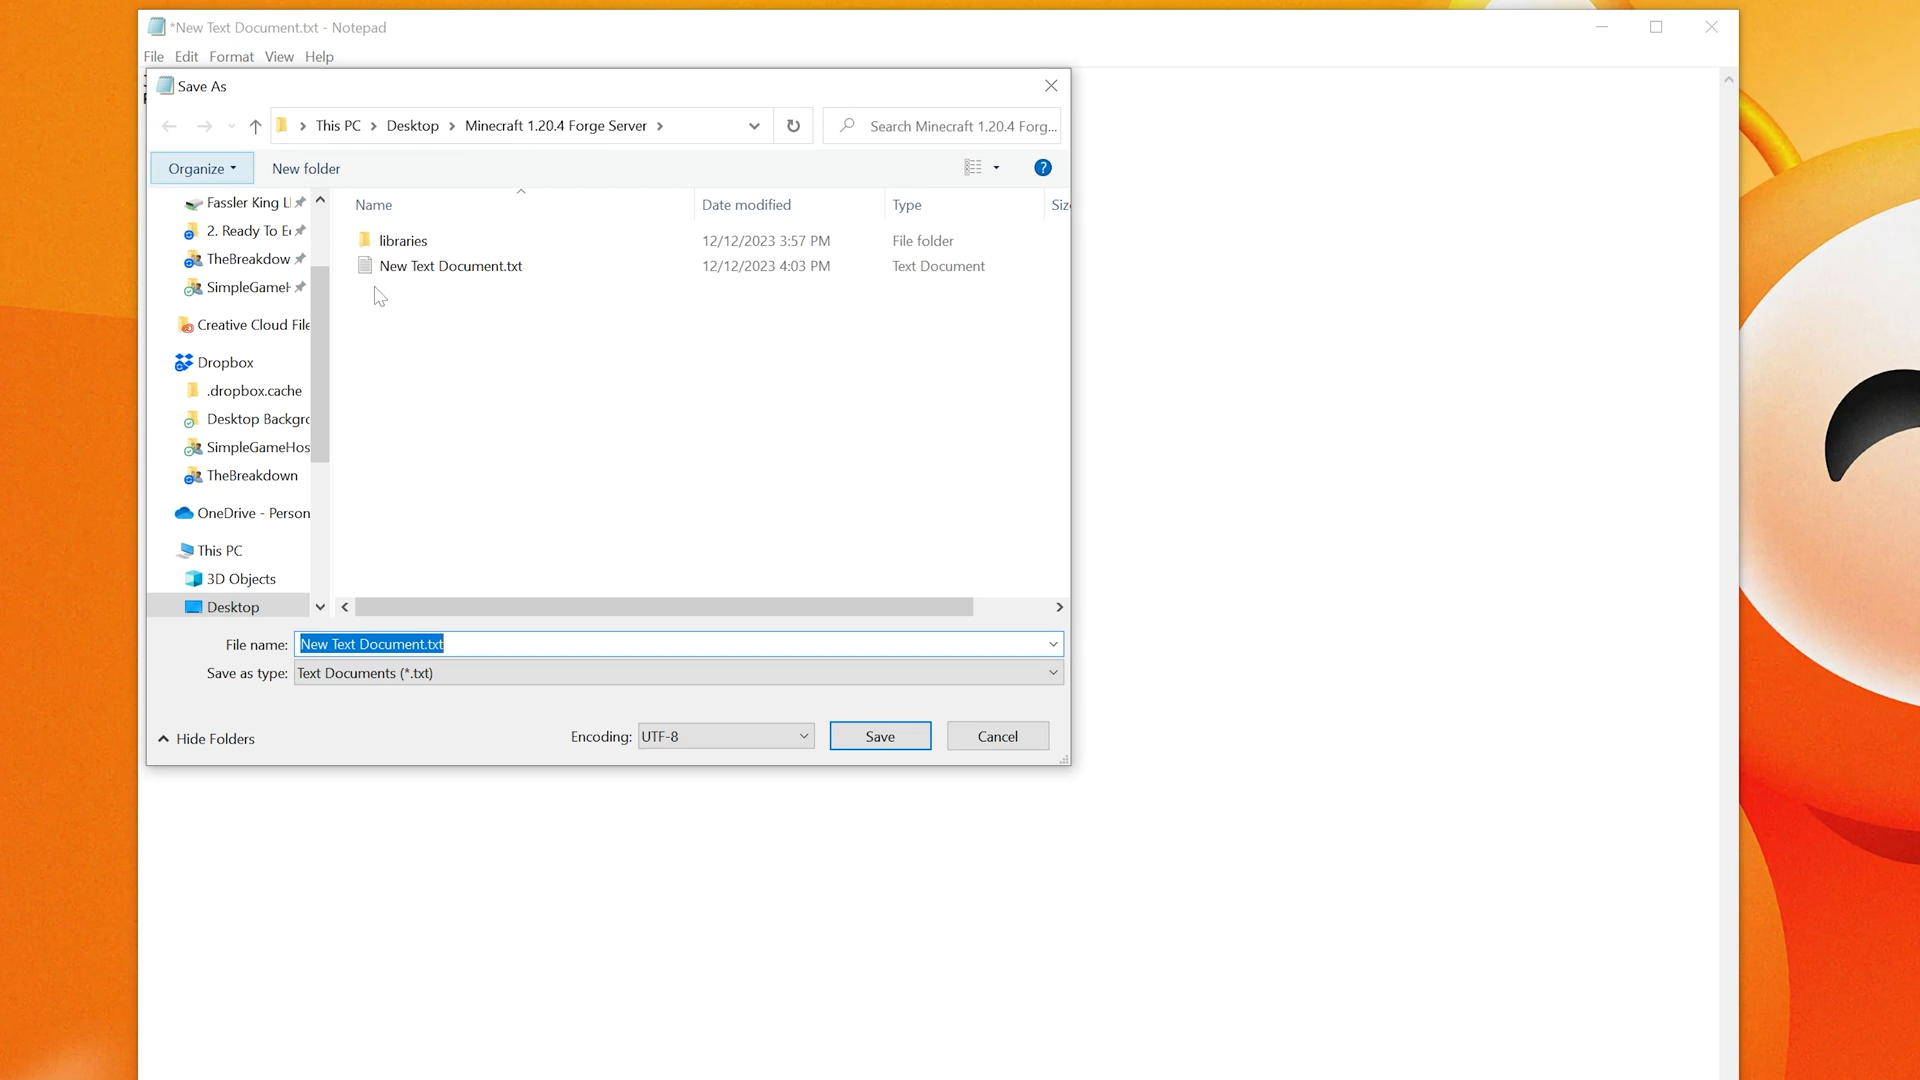 *New Text Document.txt - Notepad
File Edit Format View Help
Save As
This PC Desktop Minecraft 1.20.4 Forge Server
Search Minecraft 1.20.4 Forg...
Organize New folder
Name Date modified Type Siz
libraries 12/12/2023 3:57 PM File folder
New Text Document.txt 12/12/2023 4:03 PM Text Document
Fassler King L
2. Ready To E
TheBreakdow
SimpleGameH
Creative Cloud File
Dropbox
.dropbox.cache
Desktop Backgro
SimpleGameHos
TheBreakdown
OneDrive - Person
This PC
3D Objects
Desktop
File name: New Text Document.txt
Save as type: Text Documents (*.txt)
Hide Folders
Encoding: UTF-8 Save Cancel